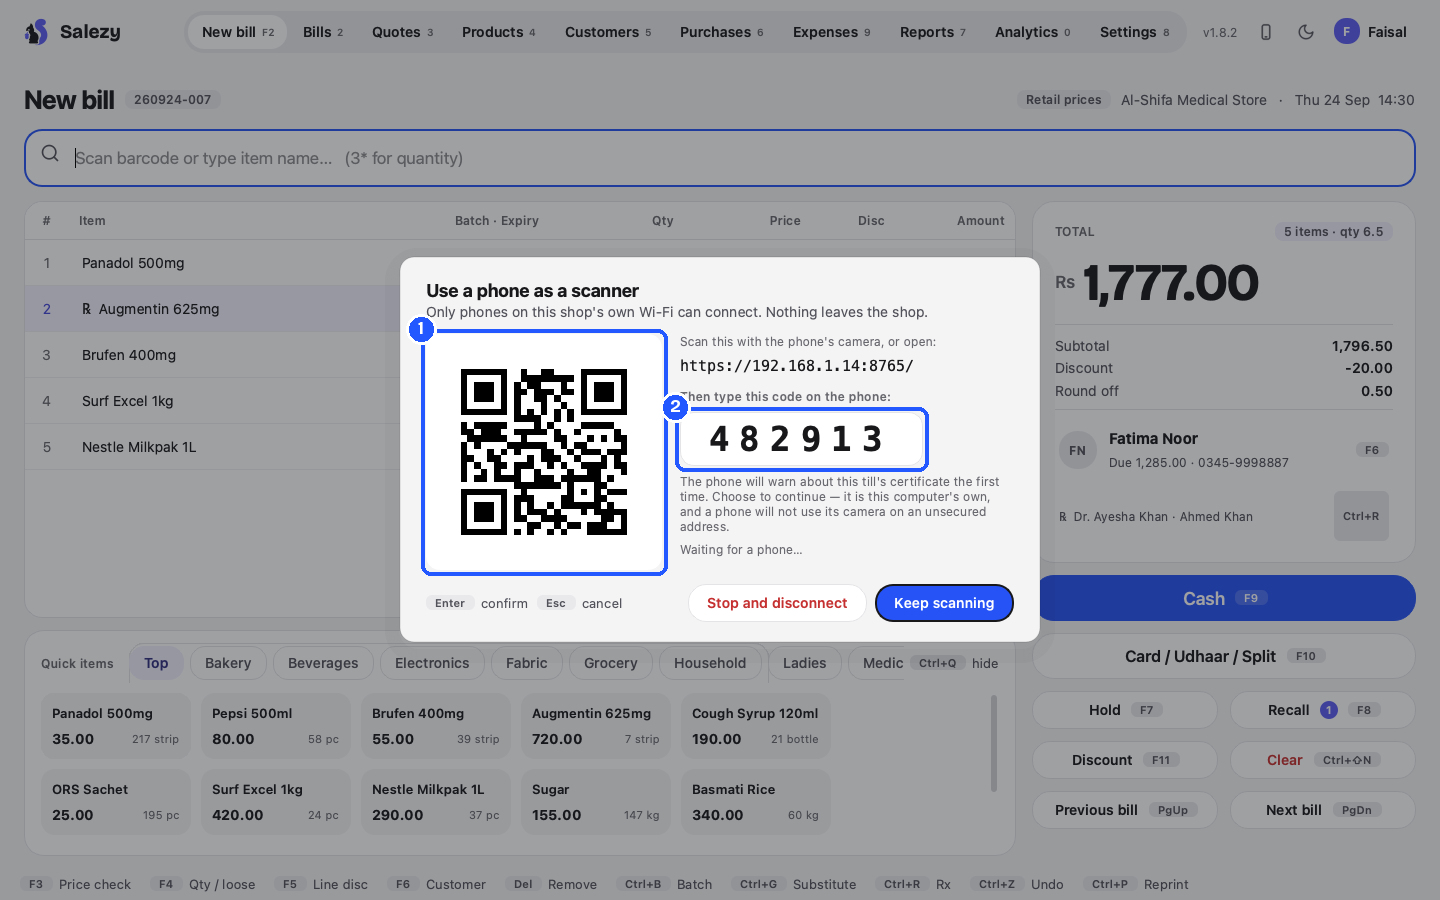 Salezy
New bill F2 Bills 2 Quotes 3 Products 4 Customers 5 Purchases 6 Expenses 9 Reports 7 Analytics 0 Settings 8
v1.8.2
F Faisal
New bill 260924-007
Retail prices Al-Shifa Medical Store · Thu 24 Sep 14:30
Scan barcode or type item name... (3* for quantity)
# Item Batch · Expiry Qty Price Disc Amount
1 Panadol 500mg
2 ℞ Augmentin 625mg
3 Brufen 400mg
4 Surf Excel 1kg
5 Nestle Milkpak 1L
TOTAL 5 items · qty 6.5
Rs 1,777.00
Subtotal 1,796.50
Discount -20.00
Round off 0.50
FN Fatima Noor F6
Due 1,285.00 · 0345-9998887
℞ Dr. Ayesha Khan · Ahmed Khan Ctrl+R
Cash F9
Card / Udhaar / Split F10
Hold F7 Recall 1 F8
Discount F11 Clear Ctrl+⇧N
Previous bill PgUp Next bill PgDn
Use a phone as a scanner
Only phones on this shop's own Wi-Fi can connect. Nothing leaves the shop.
1
Scan this with the phone's camera, or open:
https://192.168.1.14:8765/
Then type this code on the phone:
2
482913
The phone will warn about this till's certificate the first
time. Choose to continue — it is this computer's own,
and a phone will not use its camera on an unsecured
address.
Waiting for a phone...
Enter confirm Esc cancel Stop and disconnect Keep scanning
Quick items Top Bakery Beverages Electronics Fabric Grocery Household Ladies Medic Ctrl+Q hide
Panadol 500mg Pepsi 500ml Brufen 400mg Augmentin 625mg Cough Syrup 120ml
35.00 217 strip 80.00 58 pc 55.00 39 strip 720.00 7 strip 190.00 21 bottle
ORS Sachet Surf Excel 1kg Nestle Milkpak 1L Sugar Basmati Rice
25.00 195 pc 420.00 24 pc 290.00 37 pc 155.00 147 kg 340.00 60 kg
F3 Price check F4 Qty / loose F5 Line disc F6 Customer Del Remove Ctrl+B Batch Ctrl+G Substitute Ctrl+R Rx Ctrl+Z Undo Ctrl+P Reprint